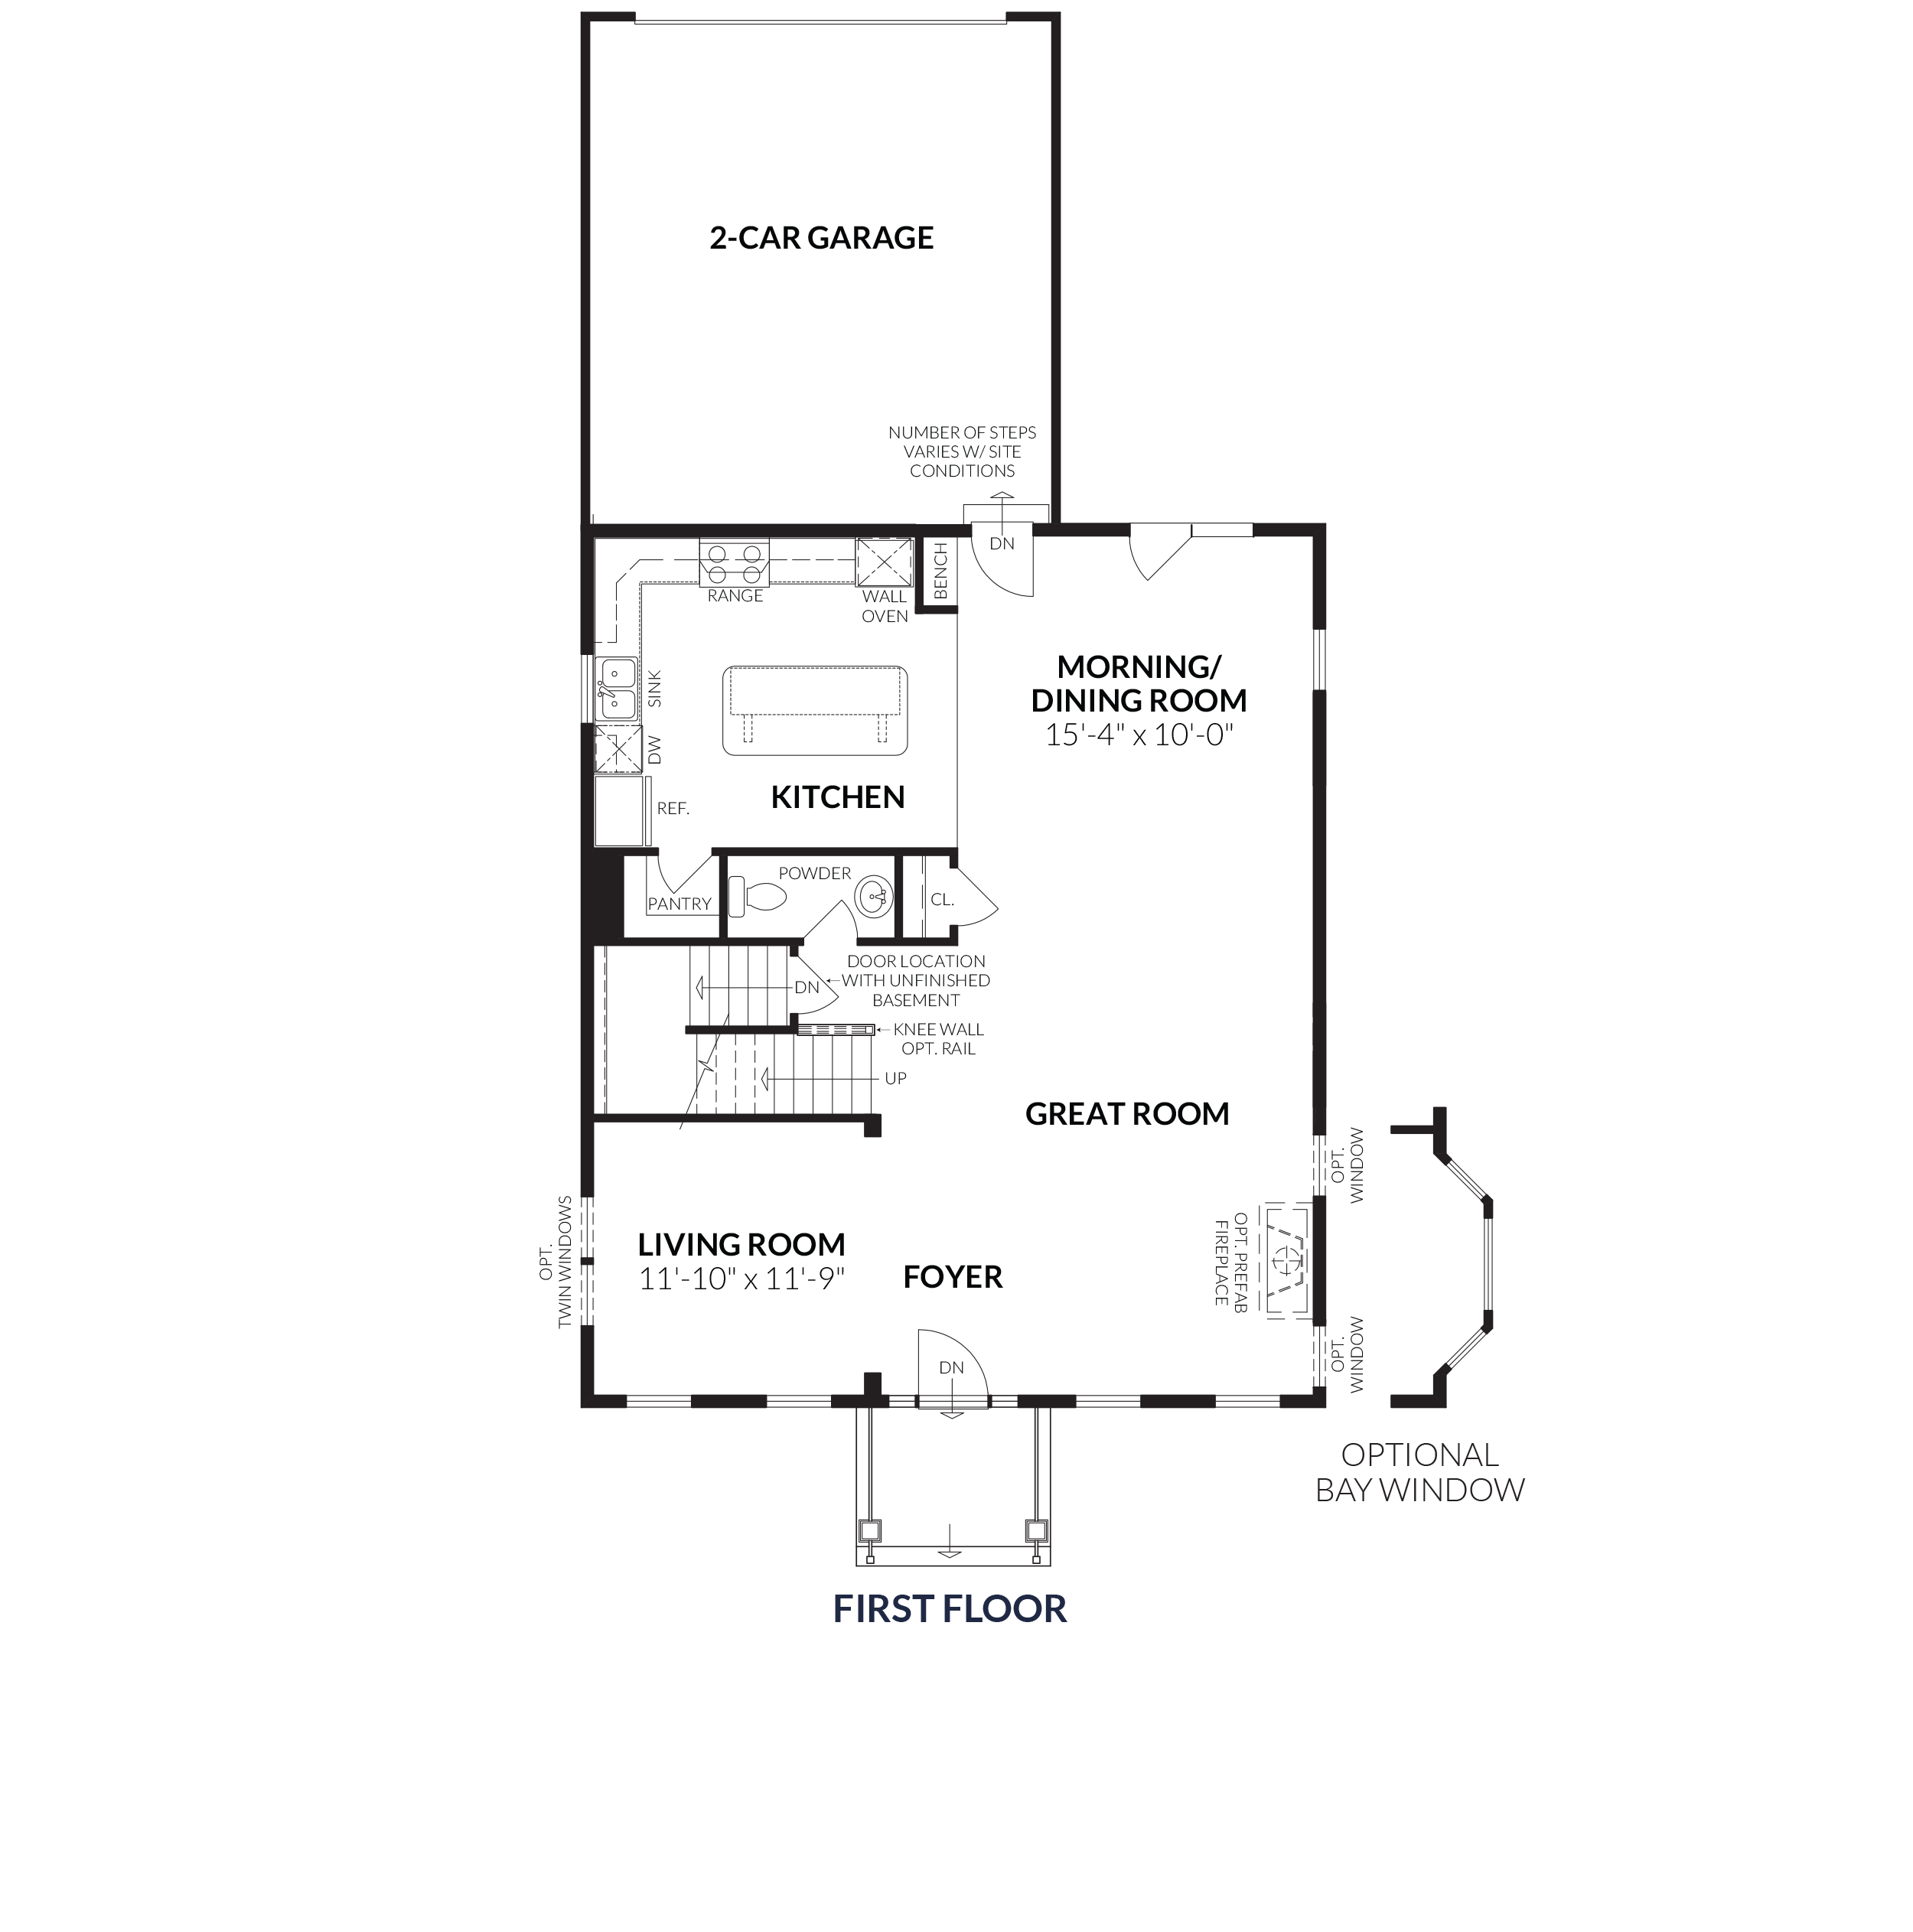 2-CAR GARAGE
NUMBER OF STEPS
VARIES W/ SITE
CONDITIONS
DN
BENCH
RANGE
WALL
OVEN
SINK
DW
REF.
KITCHEN
MORNING/
DINING ROOM
15'-4" x 10'-0"
PANTRY
POWDER
CL.
DN
DOOR LOCATION
WITH UNFINISHED
BASEMENT
KNEE WALL
OPT. RAIL
UP
GREAT ROOM
OPT.
WINDOW
OPT.
TWIN WINDOWS
LIVING ROOM
11'-10" x 11'-9"
FOYER
OPT. PREFAB
FIREPLACE
DN
OPT.
WINDOW
OPTIONAL
BAY WINDOW
FIRST FLOOR